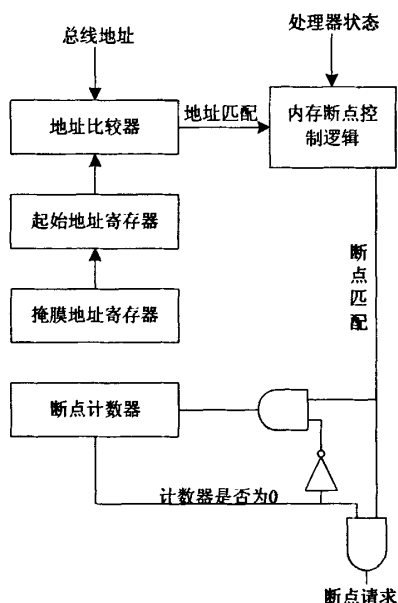 总线地址
处理器状态
地址比较器
地址匹配
内存断点控
制逻辑
起始地址寄存器
掩膜地址寄存器
断点匹配
断点计数器
计数器是否为0
断点请求